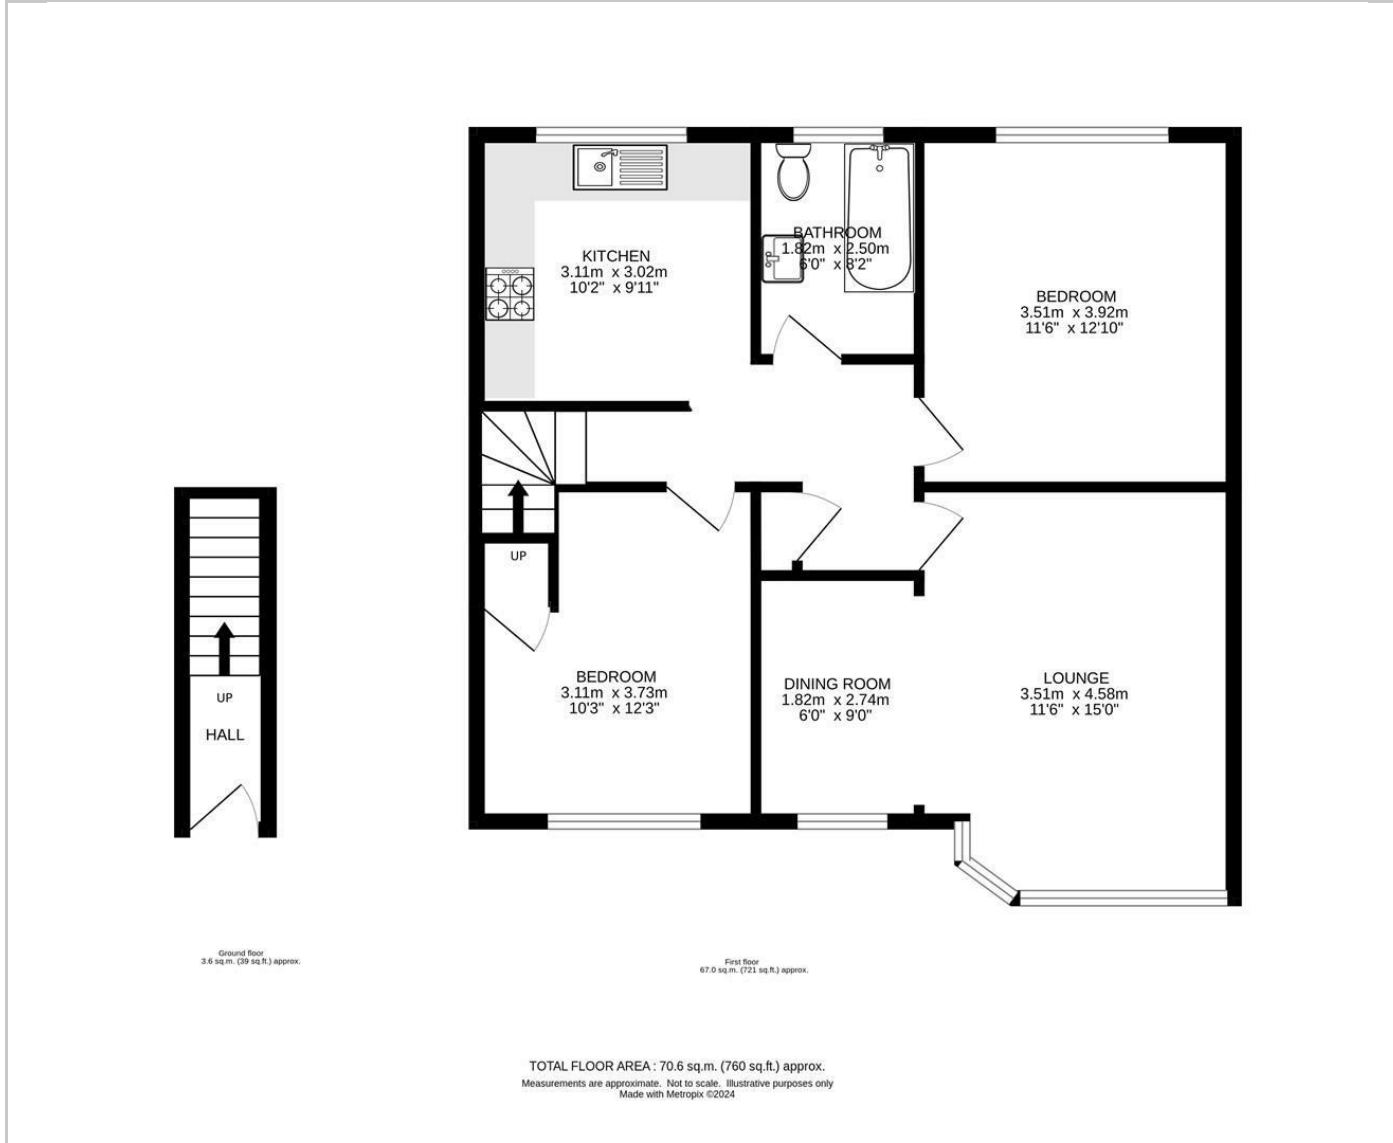 KITCHEN
3.11m x 3.02m
10'2" x 9'11"
BATHROOM
1.82m x 2.50m
6'0" x 8'2"
BEDROOM
3.51m x 3.92m
11'6" x 12'10"
UP
BEDROOM
3.11m x 3.73m
10'3" x 12'3"
DINING ROOM
1.82m x 2.74m
6'0" x 9'0"
LOUNGE
3.51m x 4.58m
11'6" x 15'0"
UP
HALL
Ground floor
3.6 sq.m. (39 sq.ft.) approx.
First floor
67.0 sq.m. (721 sq.ft.) approx.
TOTAL FLOOR AREA : 70.6 sq.m. (760 sq.ft.) approx.
Measurements are approximate. Not to scale. Illustrative purposes only
Made with Metropix ©2024